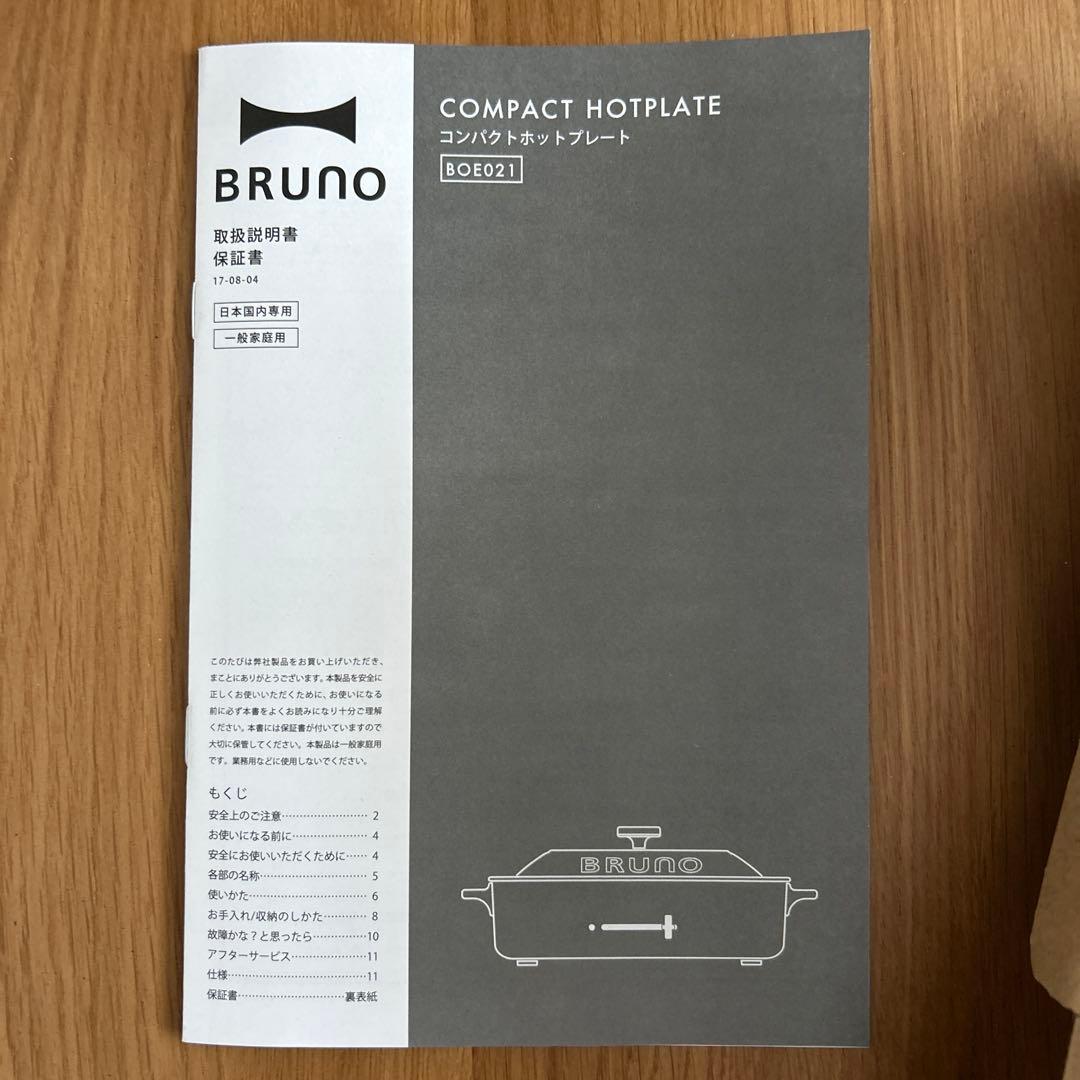 BRUNO
取扱説明書
保証書
17-08-04
日本国内専用
一般家庭用
COMPACT HOTPLATE
コンパクトホットプレート
BOE021
このたびは弊社製品をお買い上げいただき、
まことにありがとうございます。本製品を安全に
正しくお使いいただくために、お使いになる
前に必ず本書をよくお読みになり十分ご理解
ください。本書には保証書が付いていますので
大切に保管してください。本製品は一般家庭用
です。業務用などに使用しないでください。
もくじ
安全上のご注意…………………… 2
お使いになる前に………………… 4
安全にお使いいただくために…… 4
各部の名称………………………… 5
使いかた…………………………… 6
お手入れ/収納のしかた………… 8
故障かな？と思ったら……………10
アフターサービス…………………11
仕様…………………………………11
保証書…………………………裏表紙
BRUNO